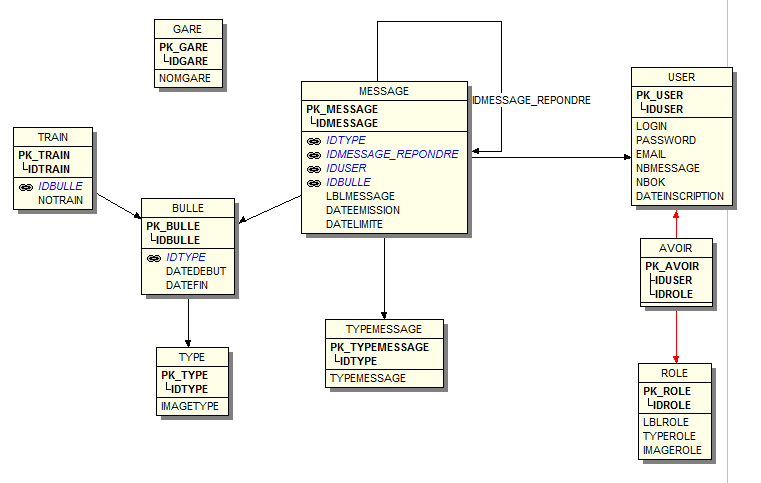 GARE
PK_GARE
IDGARE
NOMGARE
MESSAGE
PK_MESSAGE
IDMESSAGE
IDTYPE
IDMESSAGE_REPONDRE
IDUSER
IDBULLE
LBLMESSAGE
DATEEMISSION
DATELIMITE
IDMESSAGE_REPONDRE
USER
PK_USER
IDUSER
LOGIN
PASSWORD
EMAIL
NBMESSAGE
NBOK
DATEINSCRIPTION
TRAIN
PK_TRAIN
IDTRAIN
IDBULLE
NOTRAIN
BULLE
PK_BULLE
IDBULLE
IDTYPE
DATEDEBUT
DATEFIN
AVOIR
PK_AVOIR
IDUSER
IDROLE
TYPE
PK_TYPE
IDTYPE
IMAGETYPE
TYPEMESSAGE
PK_TYPEMESSAGE
IDTYPE
TYPEMESSAGE
ROLE
PK_ROLE
IDROLE
LBLROLE
TYPEROLE
IMAGEROLE